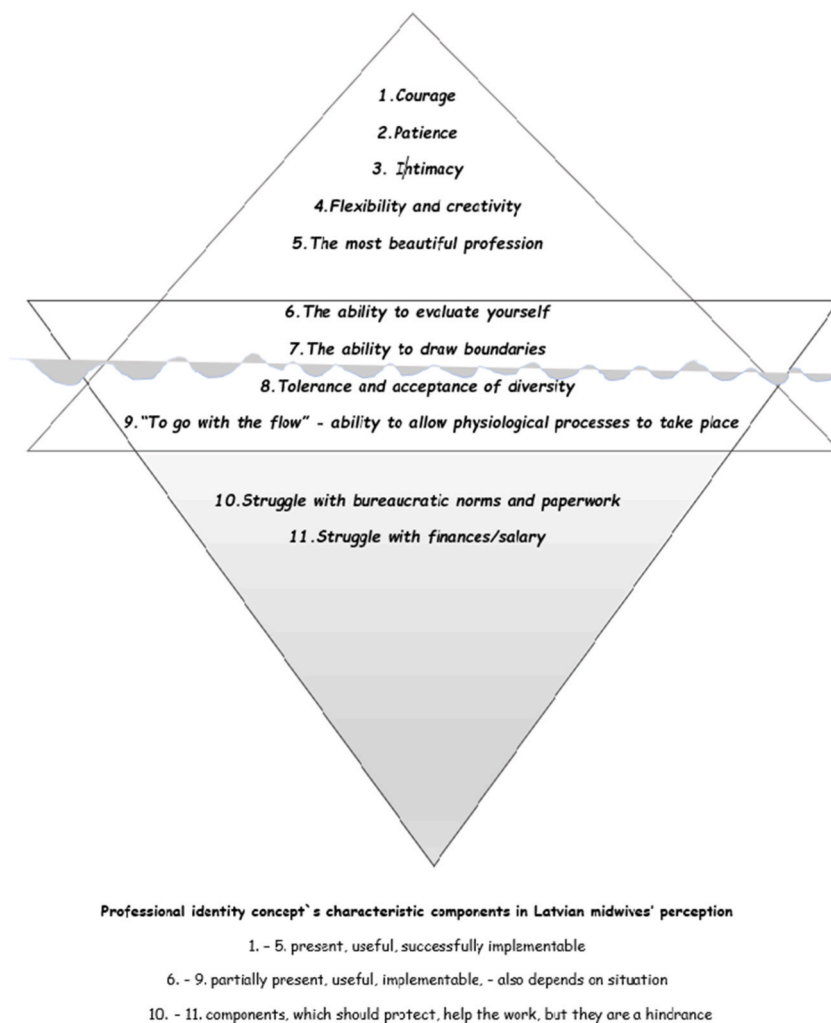 1.Courage
2.Patience
3. Intimacy
4.Flexibility and creativity
5.The most beautiful profession
6.The ability to evaluate yourself
7.The ability to draw boundaries
8.Tolerance and acceptance of diversity
9."To go with the flow" - ability to allow physiological processes to take place
10.Struggle with bureaucratic norms and paperwork
11.Struggle with finances/salary
Professional identity concept`s characteristic components in Latvian midwives' perception
1. - 5. present, useful, successfully implementable
6. - 9. partially present, useful, implementable, - also depends on situation
10. - 11. components, which should protect, help the work, but they are a hindrance